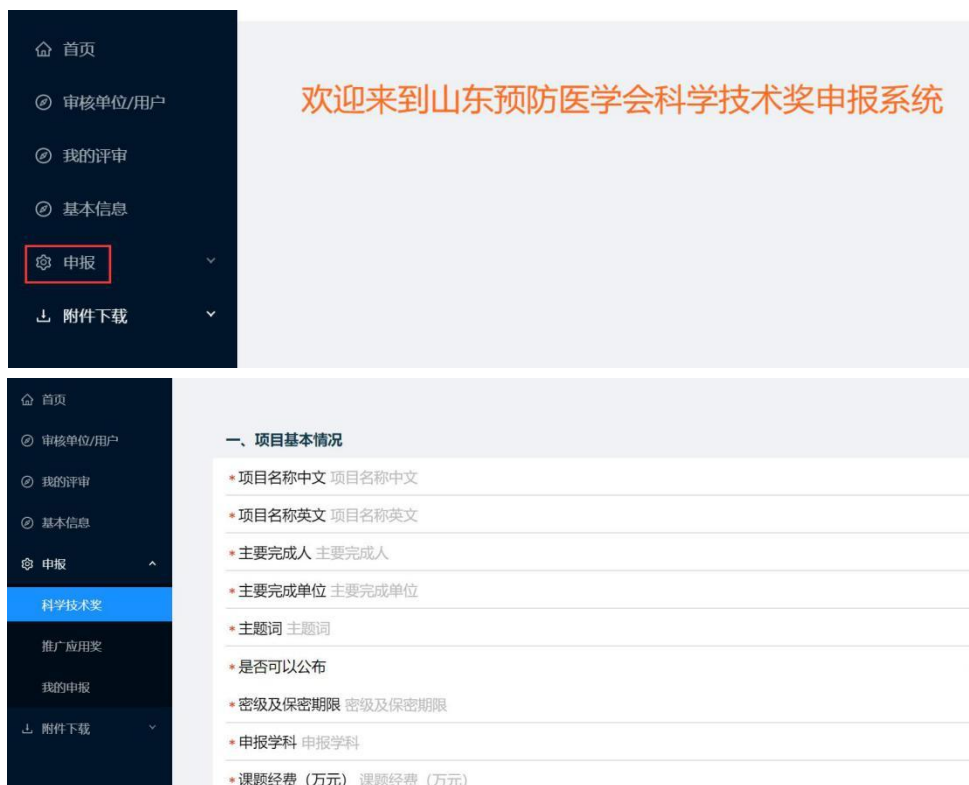 首页
审核单位/用户
欢迎来到山东预防医学会科学技术奖申报系统
我的评审
基本信息
申报
附件下载
首页
审核单位/用户
我的评审
基本信息
申报
科学技术奖
推广应用奖
我的申报
附件下载
一、项目基本情况
*项目名称中文 项目名称中文
*项目名称英文 项目名称英文
*主要完成人 主要完成人
*主要完成单位 主要完成单位
*主题词 主题词
*是否可以公布
*密级及保密期限 密级及保密期限
*申报学科 申报学科
*课题经费（万元） 课题经费（万元）